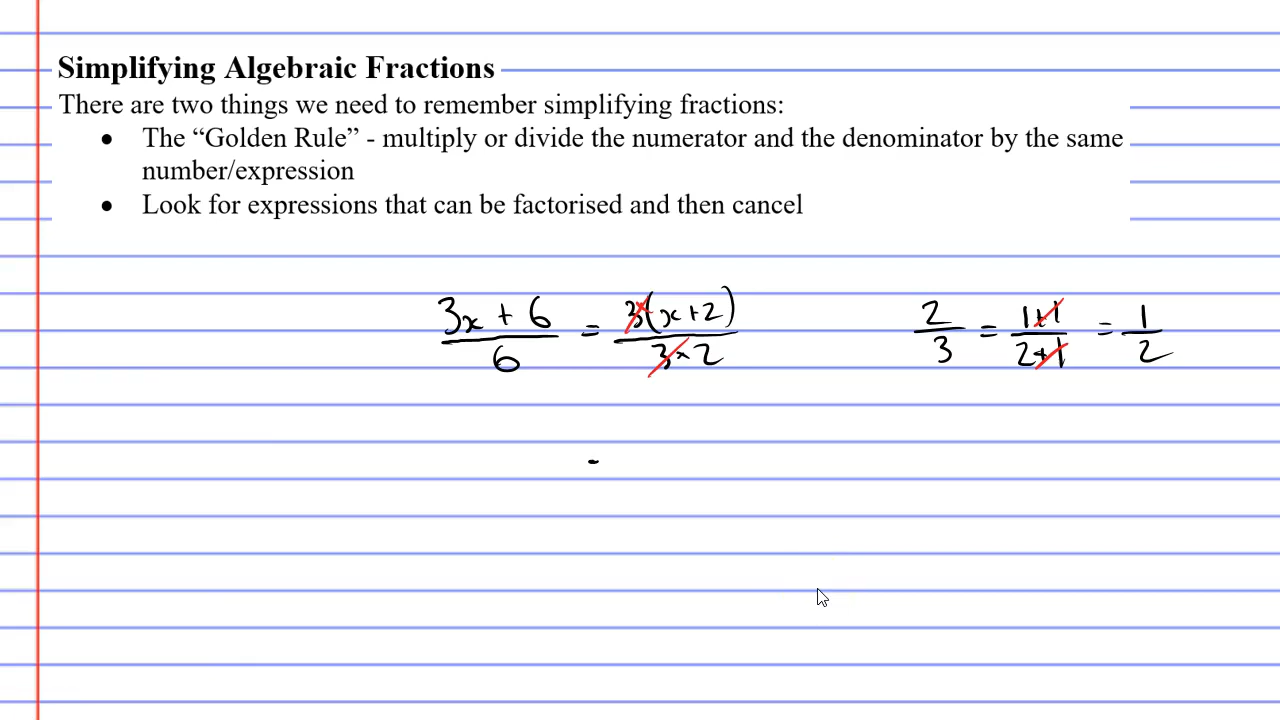 Simplifying Algebraic Fractions
There are two things we need to remember simplifying fractions:
• The “Golden Rule” - multiply or divide the numerator and the denominator by the same
number/expression
• Look for expressions that can be factorised and then cancel
3x + 6 / 6 = 3(x+2) / 3×2
2 / 3 = 1+1 / 2+1 = 1 / 2
-